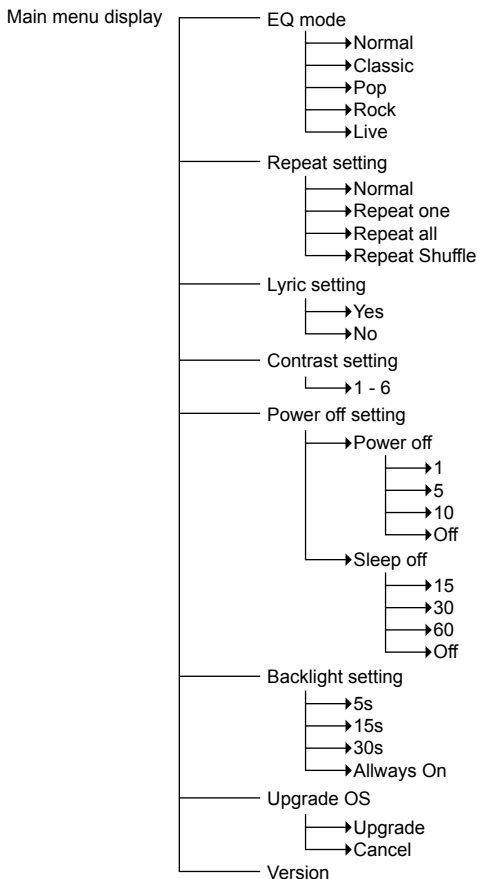 Main menu display
EQ mode
Normal
Classic
Pop
Rock
Live
Repeat setting
Normal
Repeat one
Repeat all
Repeat Shuffle
Lyric setting
Yes
No
Contrast setting
1 - 6
Power off setting
Power off
1
5
10
Off
Sleep off
15
30
60
Off
Backlight setting
5s
15s
30s
Allways On
Upgrade OS
Upgrade
Cancel
Version